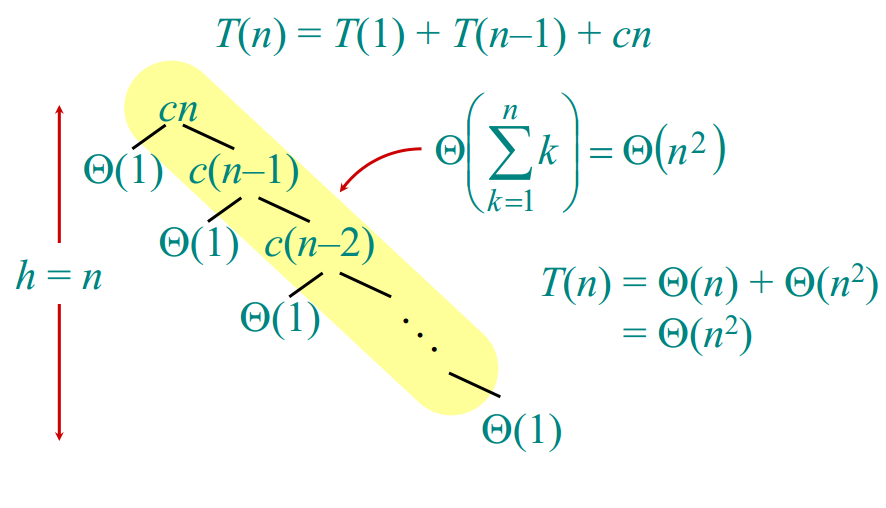 T(n) = T(1) + T(n–1) + cn
cn
Θ(1) c(n–1)
Θ(1) c(n–2)
Θ(1) ⋱
Θ(1)
h = n
Θ(∑_{k=1}^{n} k) = Θ(n²)
T(n) = Θ(n) + Θ(n²)
= Θ(n²)